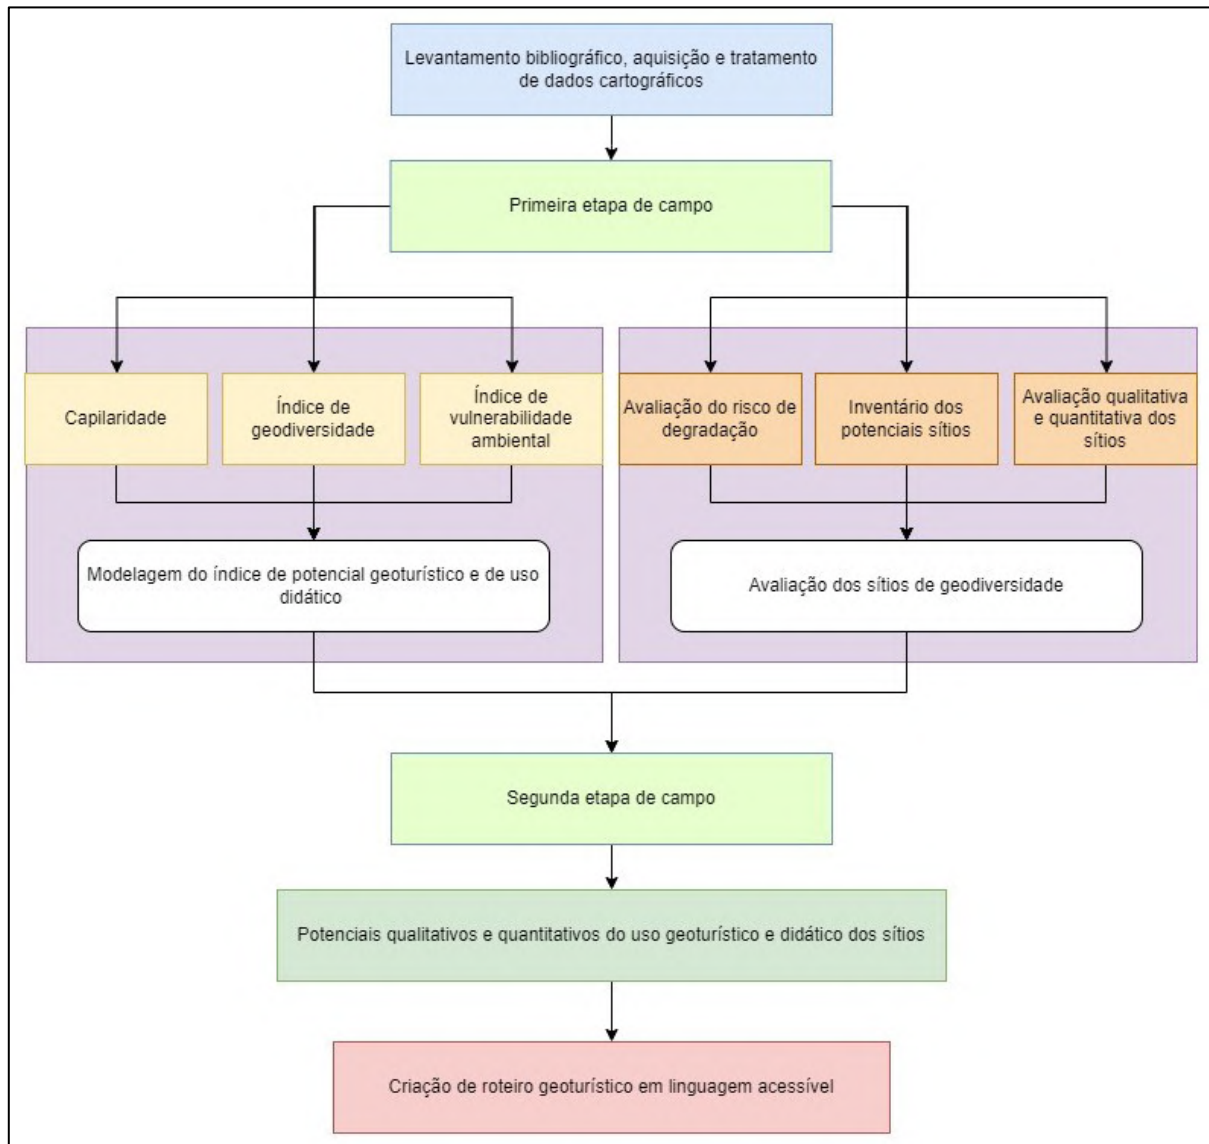 Levantamento bibliográfico, aquisição e tratamento
de dados cartográficos
Primeira etapa de campo
Capilaridade
Índice de
geodiversidade
Índice de
vulnerabilidade
ambiental
Avaliação do risco de
degradação
Inventário dos
potenciais sítios
Avaliação qualitativa
e quantitativa dos
sítios
Modelagem do índice de potencial geoturístico e de uso
didático
Avaliação dos sítios de geodiversidade
Segunda etapa de campo
Potenciais qualitativos e quantitativos do uso geoturístico e didático dos sítios
Criação de roteiro geoturístico em linguagem acessível